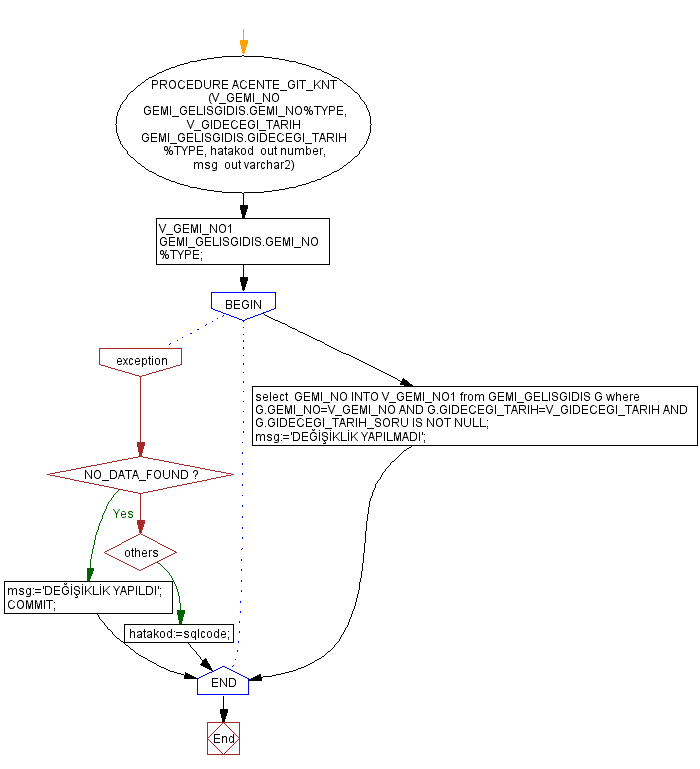 PROCEDURE ACENTE_GIT_KNT
(V_GEMI_NO
GEMI_GELISGIDIS.GEMI_NO%TYPE,
V_GIDECEGI_TARIH
GEMI_GELISGIDIS.GIDECEGI_TARIH
%TYPE, hatakod out number,
msg out varchar2)
V_GEMI_NO1
GEMI_GELISGIDIS.GEMI_NO
%TYPE;
BEGIN
exception
select GEMI_NO INTO V_GEMI_NO1 from GEMI_GELISGIDIS G where
G.GEMI_NO=V_GEMI_NO AND G.GIDECEGI_TARIH=V_GIDECEGI_TARIH AND
G.GIDECEGI_TARIH_SORU IS NOT NULL;
msg:='DEĞİŞİKLİK YAPILMADI';
NO_DATA_FOUND ?
Yes
others
msg:='DEĞİŞİKLİK YAPILDI';
COMMIT;
hatakod:=sqlcode;
END
End